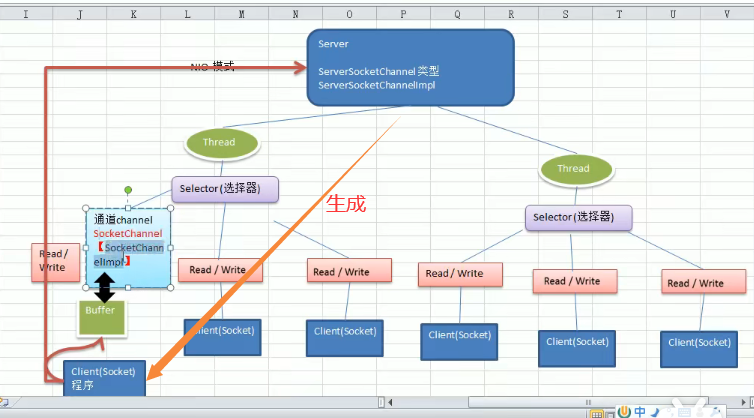 I J K L M N O P Q R S T U V
NIO 模式
Server
ServerSocketChannel 类型
ServerSocketChannelImpl
Thread
Thread
Selector(选择器)
Selector(选择器)
生成
通道channel
SocketChannel
【SocketChann
elImpl】
Read /
Write
Read / Write
Read / Write
Read / Write
Read / Write
Read / Write
Buffer
Client(Socket)
Client(Socket)
Client(Socket)
Client(Socket)
Client(Socket)
Client(Socket)
程序
中